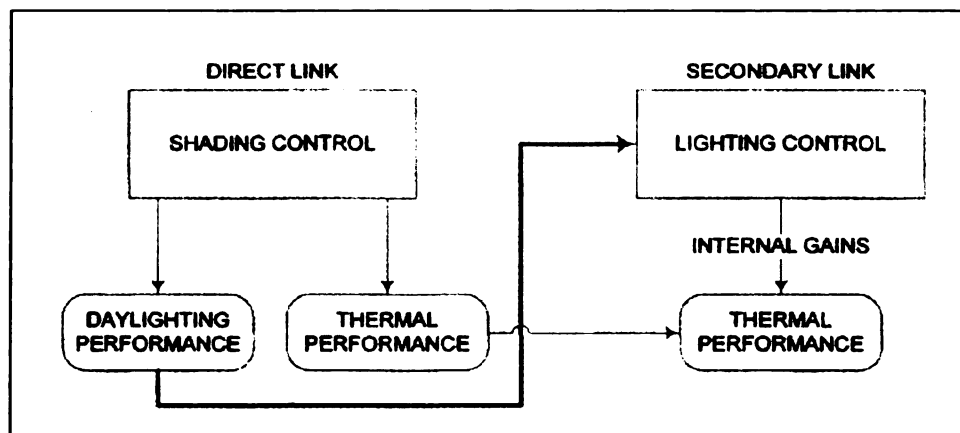 DIRECT LINK
SHADING CONTROL
DAYLIGHTING
PERFORMANCE
THERMAL
PERFORMANCE
SECONDARY LINK
LIGHTING CONTROL
INTERNAL GAINS
THERMAL
PERFORMANCE